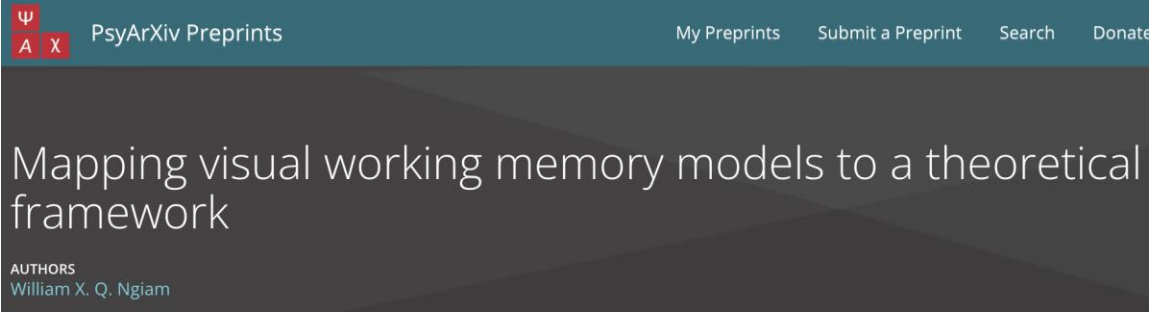 Ψ
Α Χ
PsyArXiv Preprints My Preprints Submit a Preprint Search Donate
Mapping visual working memory models to a theoretical
framework
AUTHORS
William X. Q. Ngiam